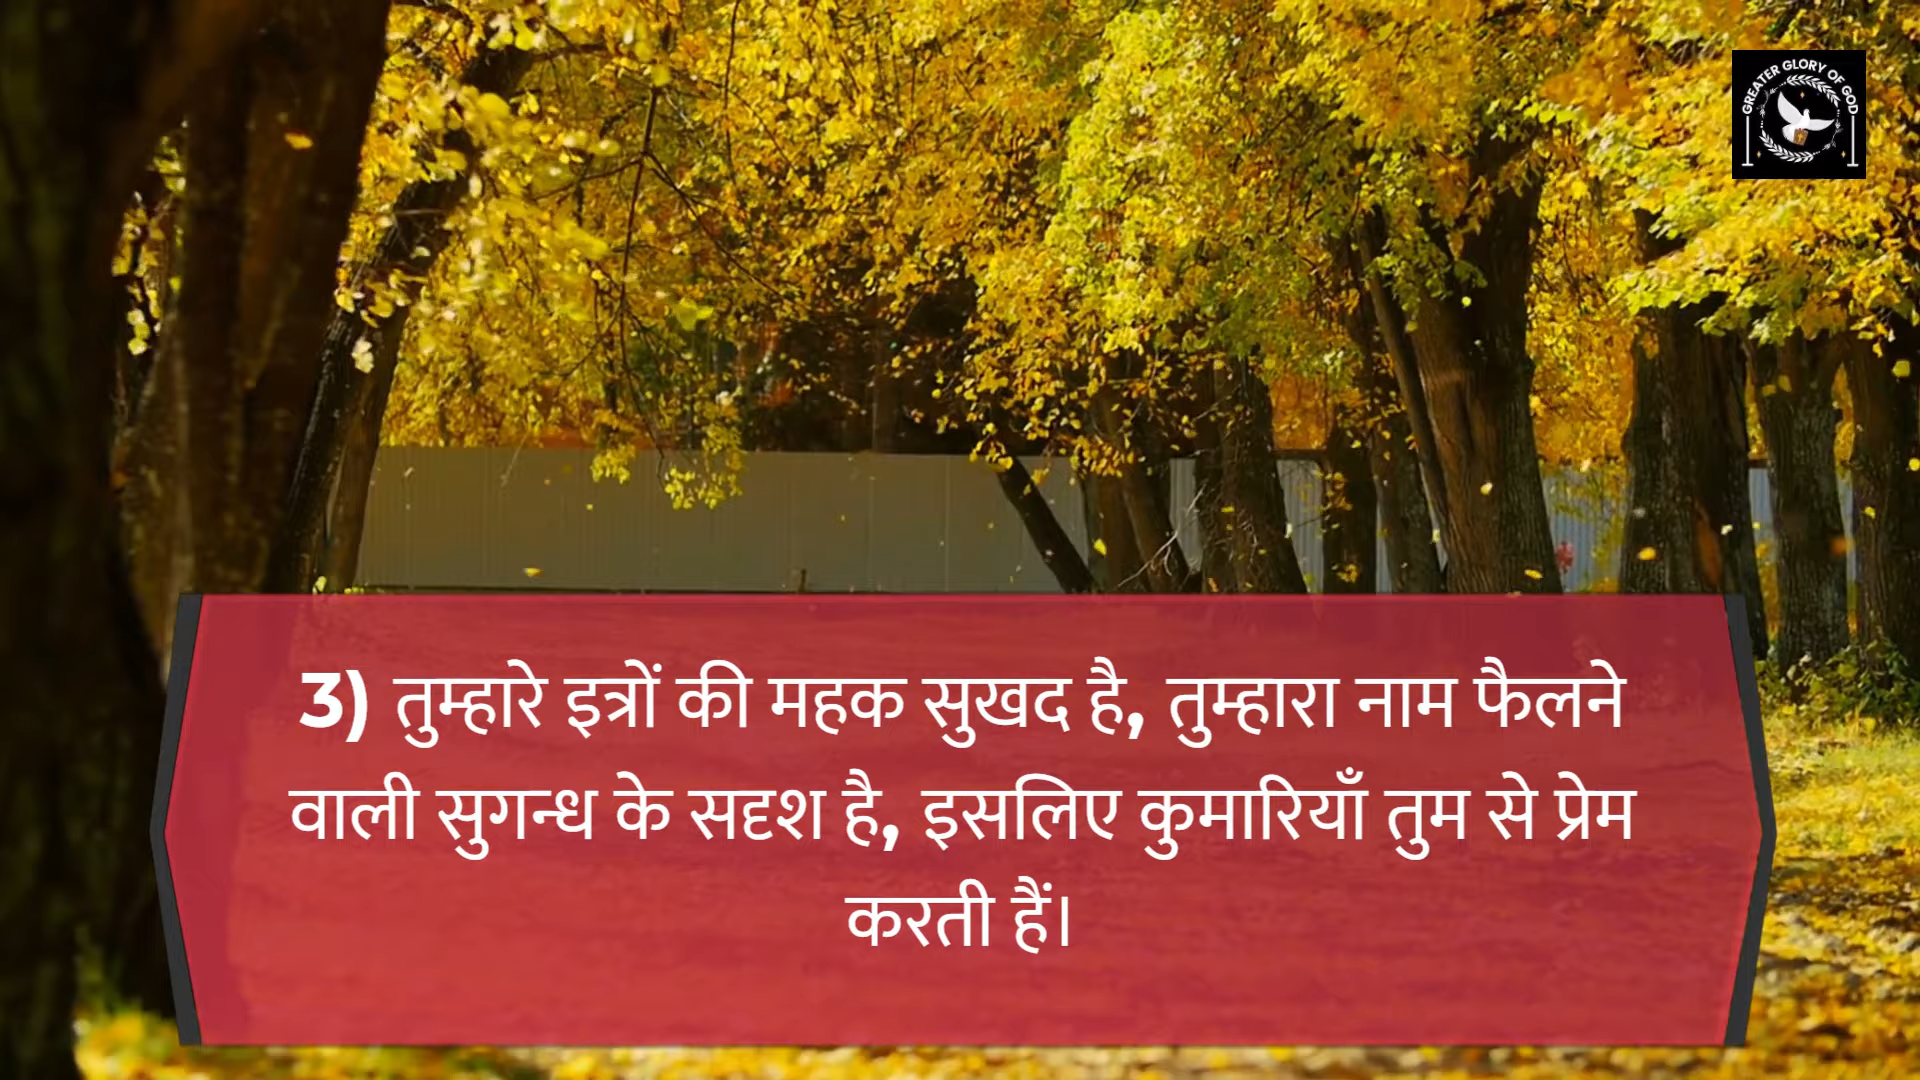 GREATER GLORY OF GOD
3) तुम्हारे इत्रों की महक सुखद है, तुम्हारा नाम फैलने
वाली सुगन्ध के सदृश है, इसलिए कुमारियाँ तुम से प्रेम
करती हैं।